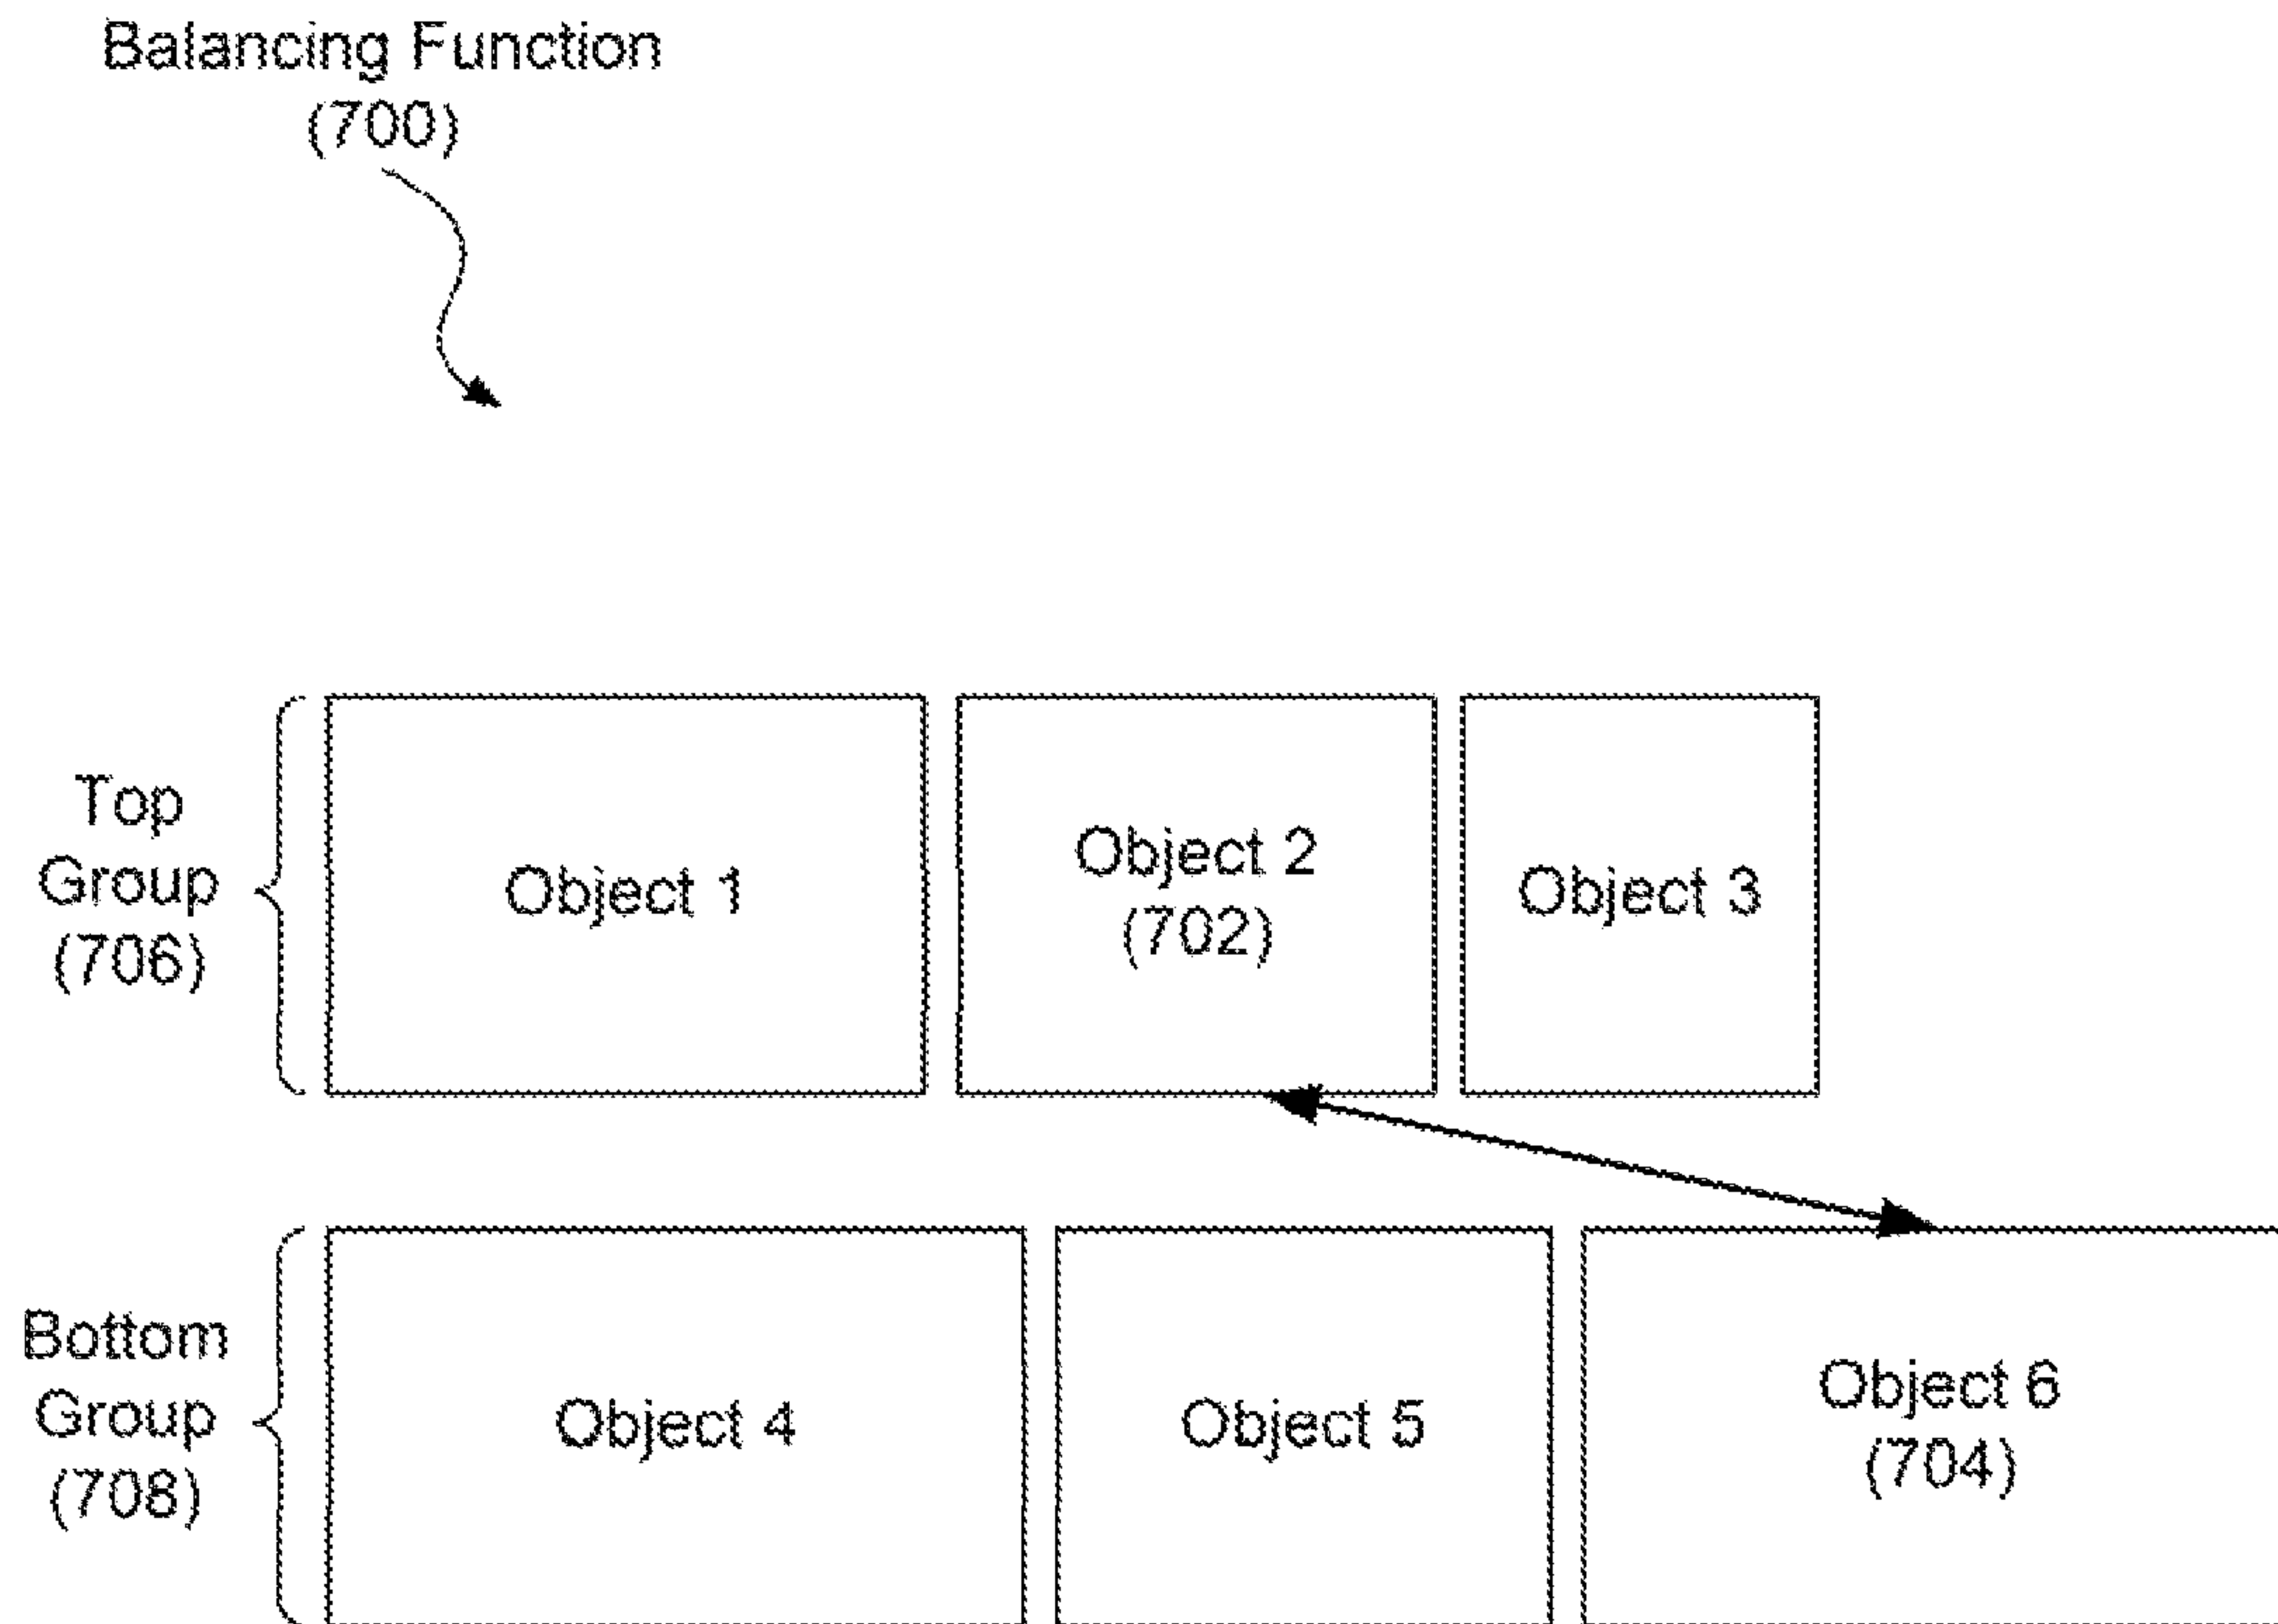 Balancing Function
(700)
Top
Group
(706)
Object 1
Object 2
(702)
Object 3
Bottom
Group
(708)
Object 4
Object 5
Object 6
(704)